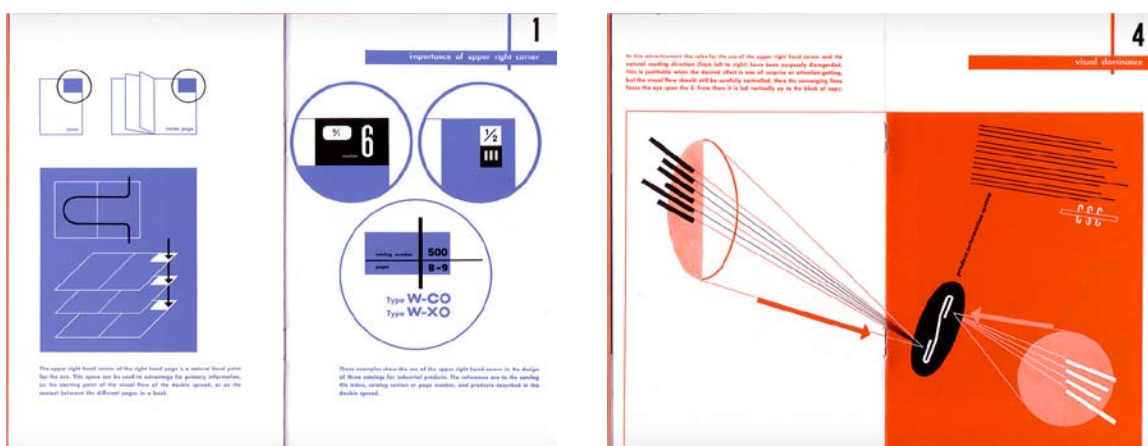 1
importance of upper right corner
cover
inside page
6
section
1/2
catalog number 500
pages 8-9
Type W-CO
Type W-XO
The upper right hand corner of the right hand page is a natural focal point
for the eye. This space can be used to advantage for primary information,
as the starting point of the visual flow of the double spread, or as the
contact between the different pages in a book.
These examples show the use of the upper right hand corner in the design
of three catalogs for industrial products. The references are to the catalog
file index, catalog section or page number, and products described in the
double spread.
4
visual dominance
In this advertisement the rules for the use of the upper right hand corner and the
natural reading direction (from left to right) have been purposely disregarded.
This is justifiable when the desired effect is one of surprise or attention-getting,
but the visual flow should still be carefully controlled. Here the converging lines
focus the eye upon the S; from there it is led vertically up to the block of copy.
product information
S